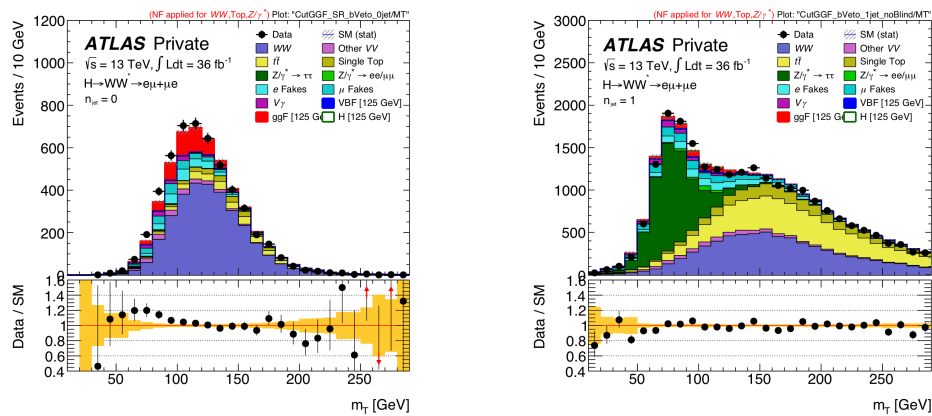 (NF applied for WW,Top,Z/γ*) Plot: "CutGGF_SR_bVeto_0jet/MT"
Events / 10 GeV
1200
1000
800
600
400
200
0
ATLAS Private
√s = 13 TeV, ∫ Ldt = 36 fb⁻¹
H→WW*→eμ+μe
n_jet = 0
Data
SM (stat)
WW
Other VV
tt̄
Single Top
Z/γ* → ττ
Z/γ* → ee/μμ
e Fakes
μ Fakes
Vγ
VBF [125 GeV]
ggF [125 GeV]
H [125 GeV]
Data / SM
1.6
1.4
1.2
1
0.8
0.6
0.4
50
100
150
200
250
m_T [GeV]
(NF applied for WW,Top,Z/γ*) Plot: "CutGGF_bVeto_1jet_noBlind/MT"
Events / 10 GeV
3000
2500
2000
1500
1000
500
0
ATLAS Private
√s = 13 TeV, ∫ Ldt = 36 fb⁻¹
H→WW*→eμ+μe
n_jet = 1
Data
SM (stat)
WW
Other VV
tt̄
Single Top
Z/γ* → ττ
Z/γ* → ee/μμ
e Fakes
μ Fakes
Vγ
VBF [125 GeV]
ggF [125 GeV]
H [125 GeV]
Data / SM
1.6
1.4
1.2
1
0.8
0.6
0.4
50
100
150
200
250
m_T [GeV]